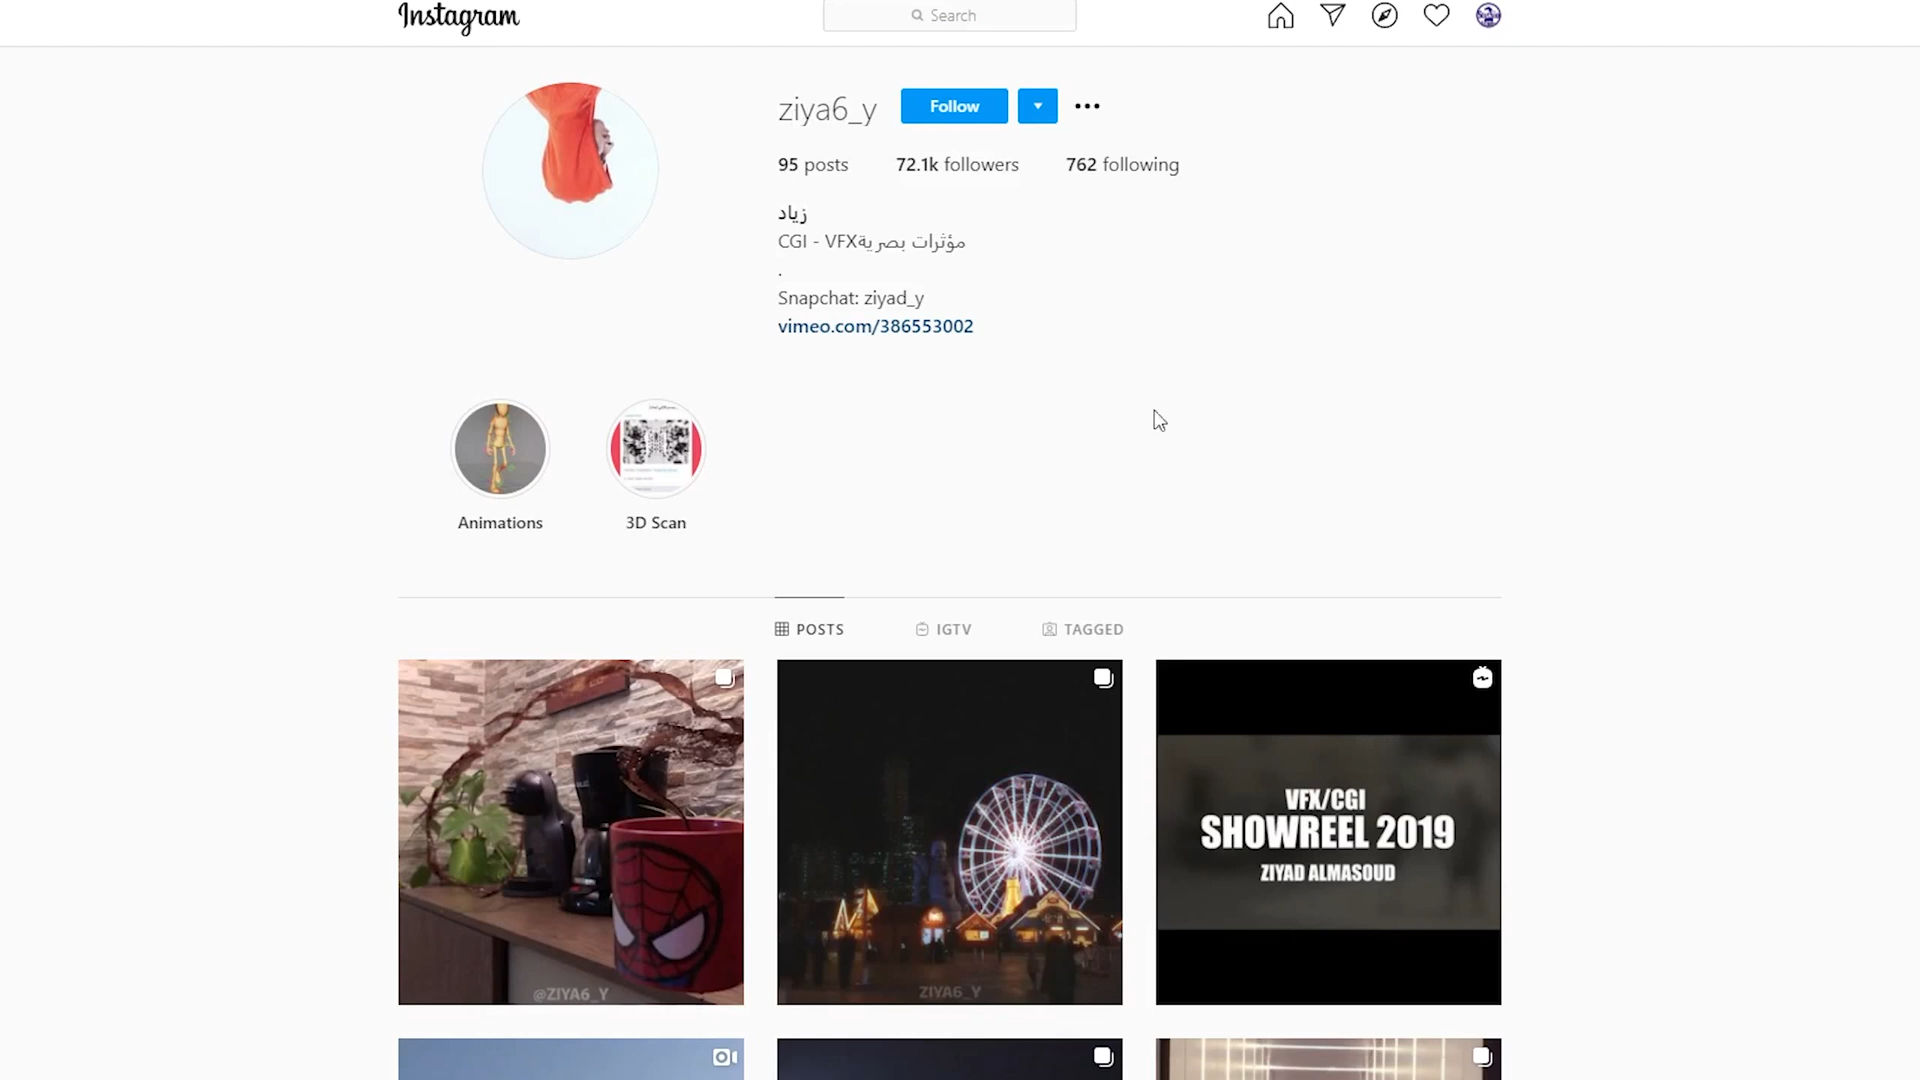 Instagram
Search
ziya6_y
Follow
95 posts
72.1k followers
762 following
زياد
CGI - VFXمؤثرات بصرية
.
Snapchat: ziyad_y
vimeo.com/386553002
Animations
3D Scan
POSTS
IGTV
TAGGED
@ZIYA6_Y
ZIYA6_Y
VFX/CGI
SHOWREEL 2019
ZIYAD ALMASOUD